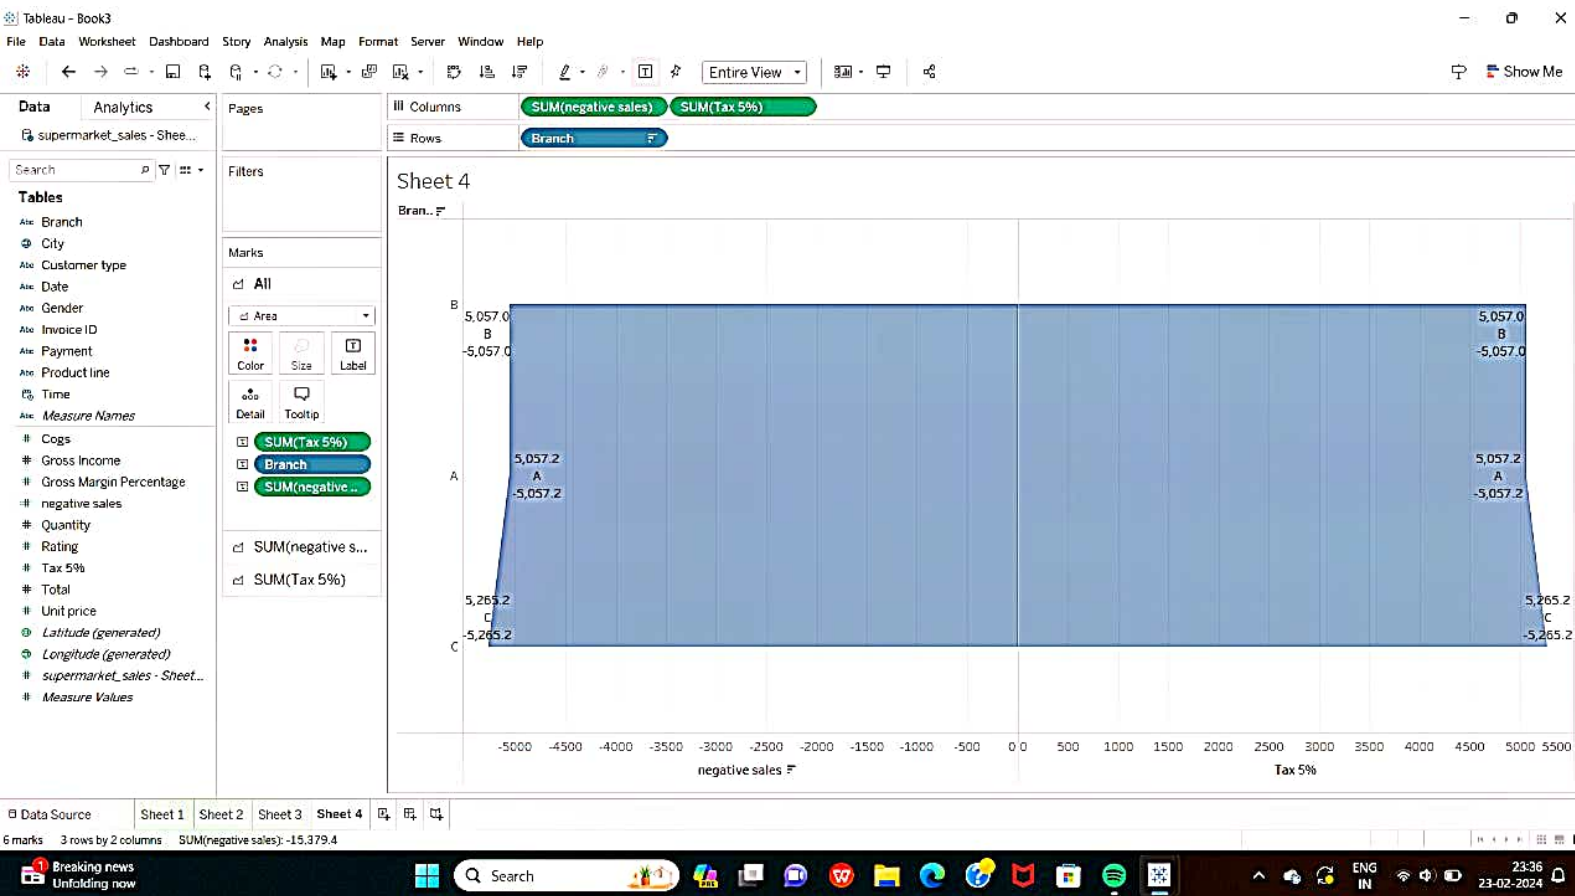 Tableau - Book3
File Data Worksheet Dashboard Story Analysis Map Format Server Window Help
Entire View
Show Me
Data Analytics
supermarket_sales - Shee...
Search
Tables
Abc Branch
City
Abc Customer type
Abc Date
Abc Gender
Abc Invoice ID
Abc Payment
Abc Product line
Time
Abc Measure Names
# Cogs
# Gross Income
# Gross Margin Percentage
# negative sales
# Quantity
# Rating
# Tax 5%
# Total
# Unit price
Latitude (generated)
Longitude (generated)
# supermarket_sales - Sheet...
# Measure Values
Pages
Filters
Marks
All
Area
Color Size Label
Detail Tooltip
SUM(Tax 5%)
Branch
SUM(negative ..
SUM(negative s...
SUM(Tax 5%)
Columns SUM(negative sales) SUM(Tax 5%)
Rows Branch
Sheet 4
Bran..
B
5,057.0
B
-5,057.0
5,057.0
B
-5,057.0
A
5,057.2
A
-5,057.2
5,057.2
A
-5,057.2
C
5,265.2
C
-5,265.2
5,265.2
C
-5,265.2
-5000 -4500 -4000 -3500 -3000 -2500 -2000 -1500 -1000 -500 0 0 500 1000 1500 2000 2500 3000 3500 4000 4500 5000 5500
negative sales Tax 5%
Data Source Sheet 1 Sheet 2 Sheet 3 Sheet 4
6 marks 3 rows by 2 columns SUM(negative sales): -15,379.4
1 Breaking news
Unfolding now
Search
PRE
ENG
IN
23:36
23-02-2024